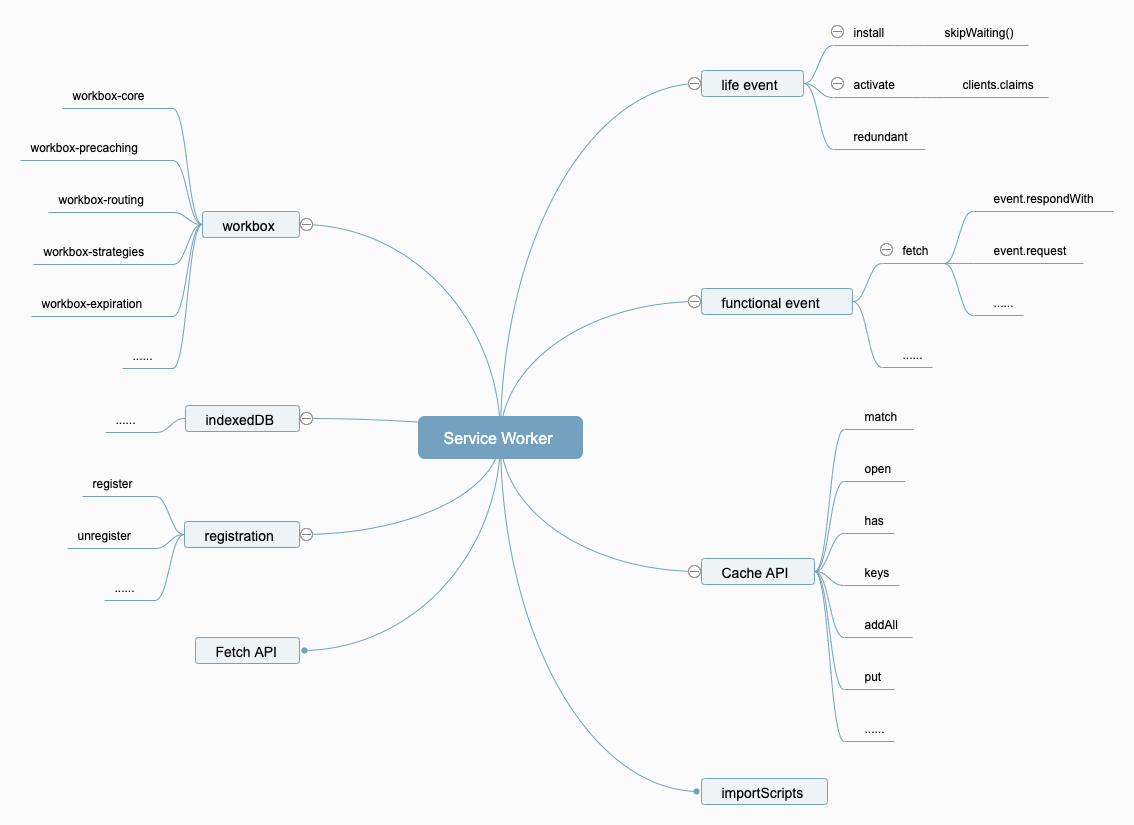 Service Worker
life event
install
skipWaiting()
activate
clients.claims
redundant
functional event
fetch
event.respondWith
event.request
......
......
Cache API
match
open
has
keys
addAll
put
......
importScripts
workbox
workbox-core
workbox-precaching
workbox-routing
workbox-strategies
workbox-expiration
......
indexedDB
......
registration
register
unregister
......
Fetch API